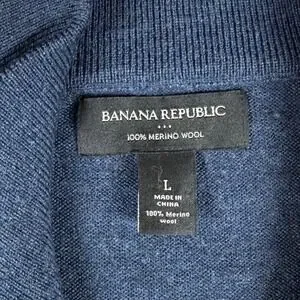 BANANA REPUBLIC
•••
100% MERINO WOOL
L
MADE IN
CHINA
100% Merino
wool